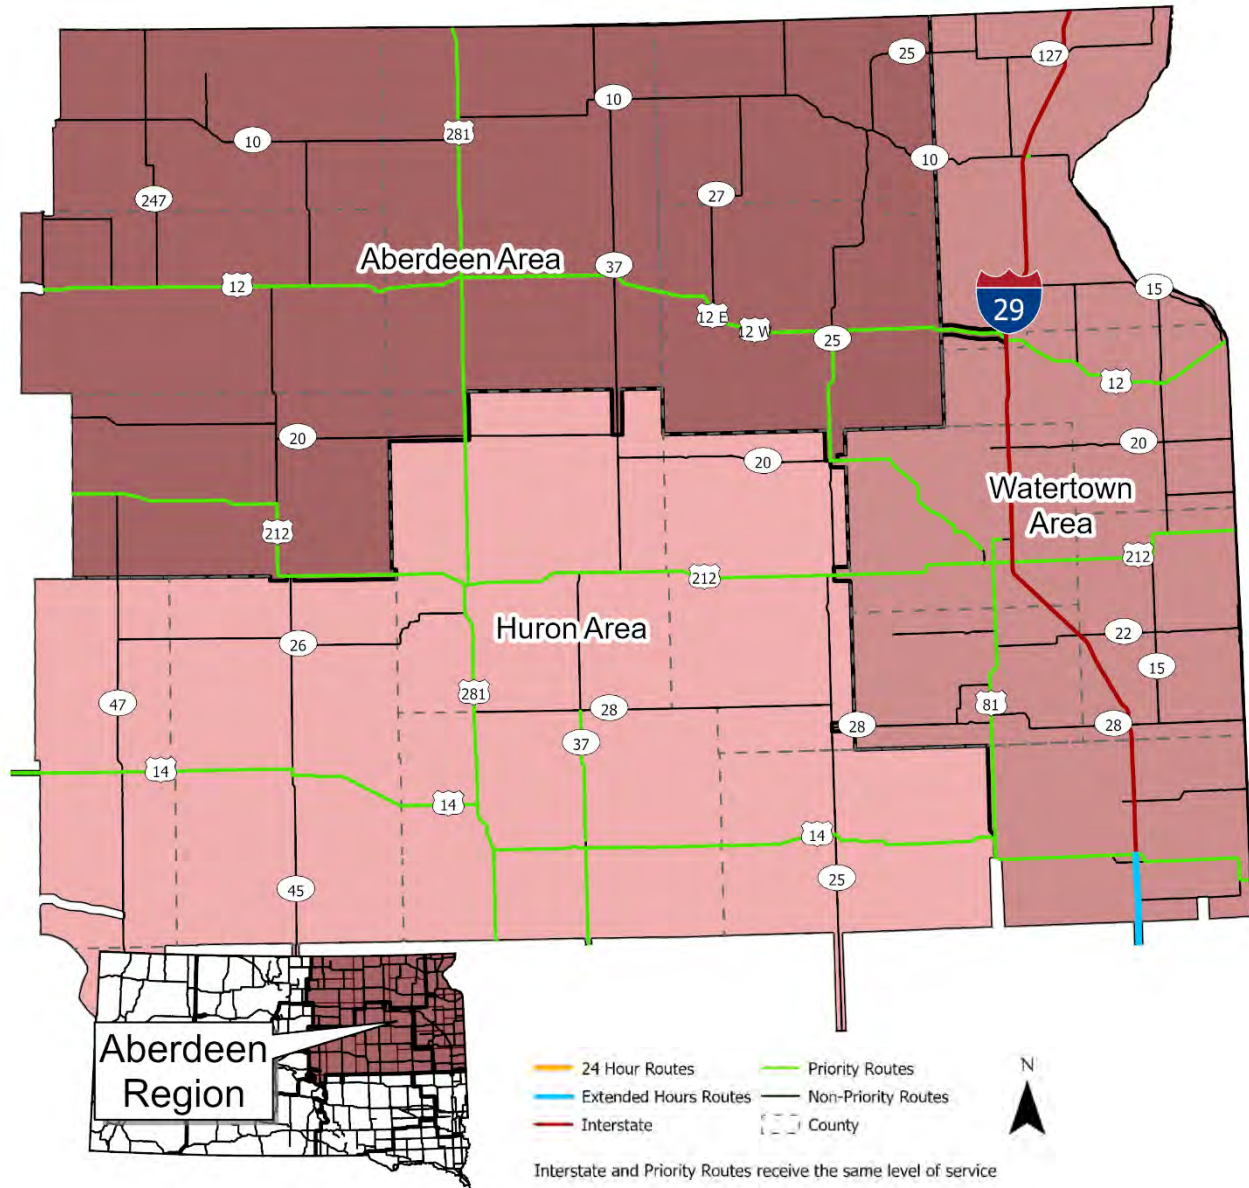 25
127
10
281
10
10
247
27
Aberdeen Area
37
12
15
29
12 E
12 W
25
12
20
20
20
Watertown
Area
212
212
212
Huron Area
26
22
15
47
281
81
28
28
28
37
14
14
14
45
25
Aberdeen
Region
24 Hour Routes
Priority Routes
Extended Hours Routes
Non-Priority Routes
Interstate
County
N
Interstate and Priority Routes receive the same level of service